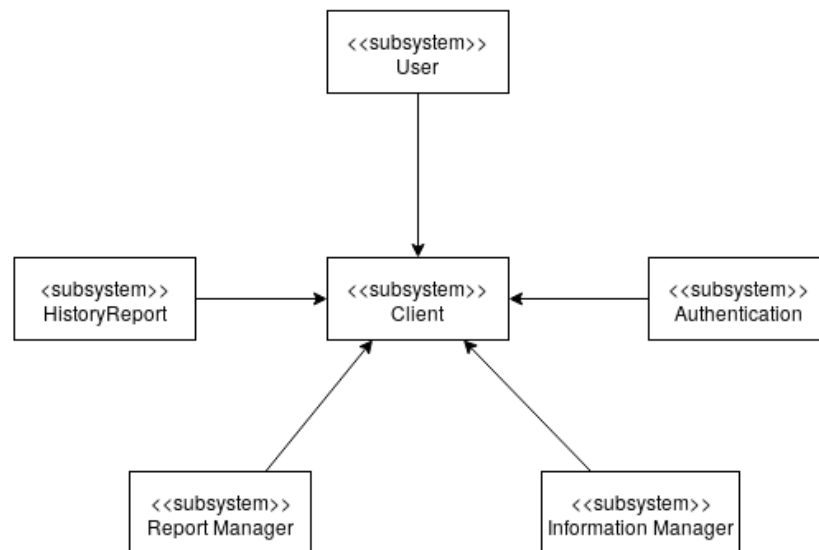 <<subsystem>>
User
<subsystem>>
HistoryReport
<<subsystem>>
Client
<<subsystem>>
Authentication
<<subsystem>>
Report Manager
<<subsystem>>
Information Manager